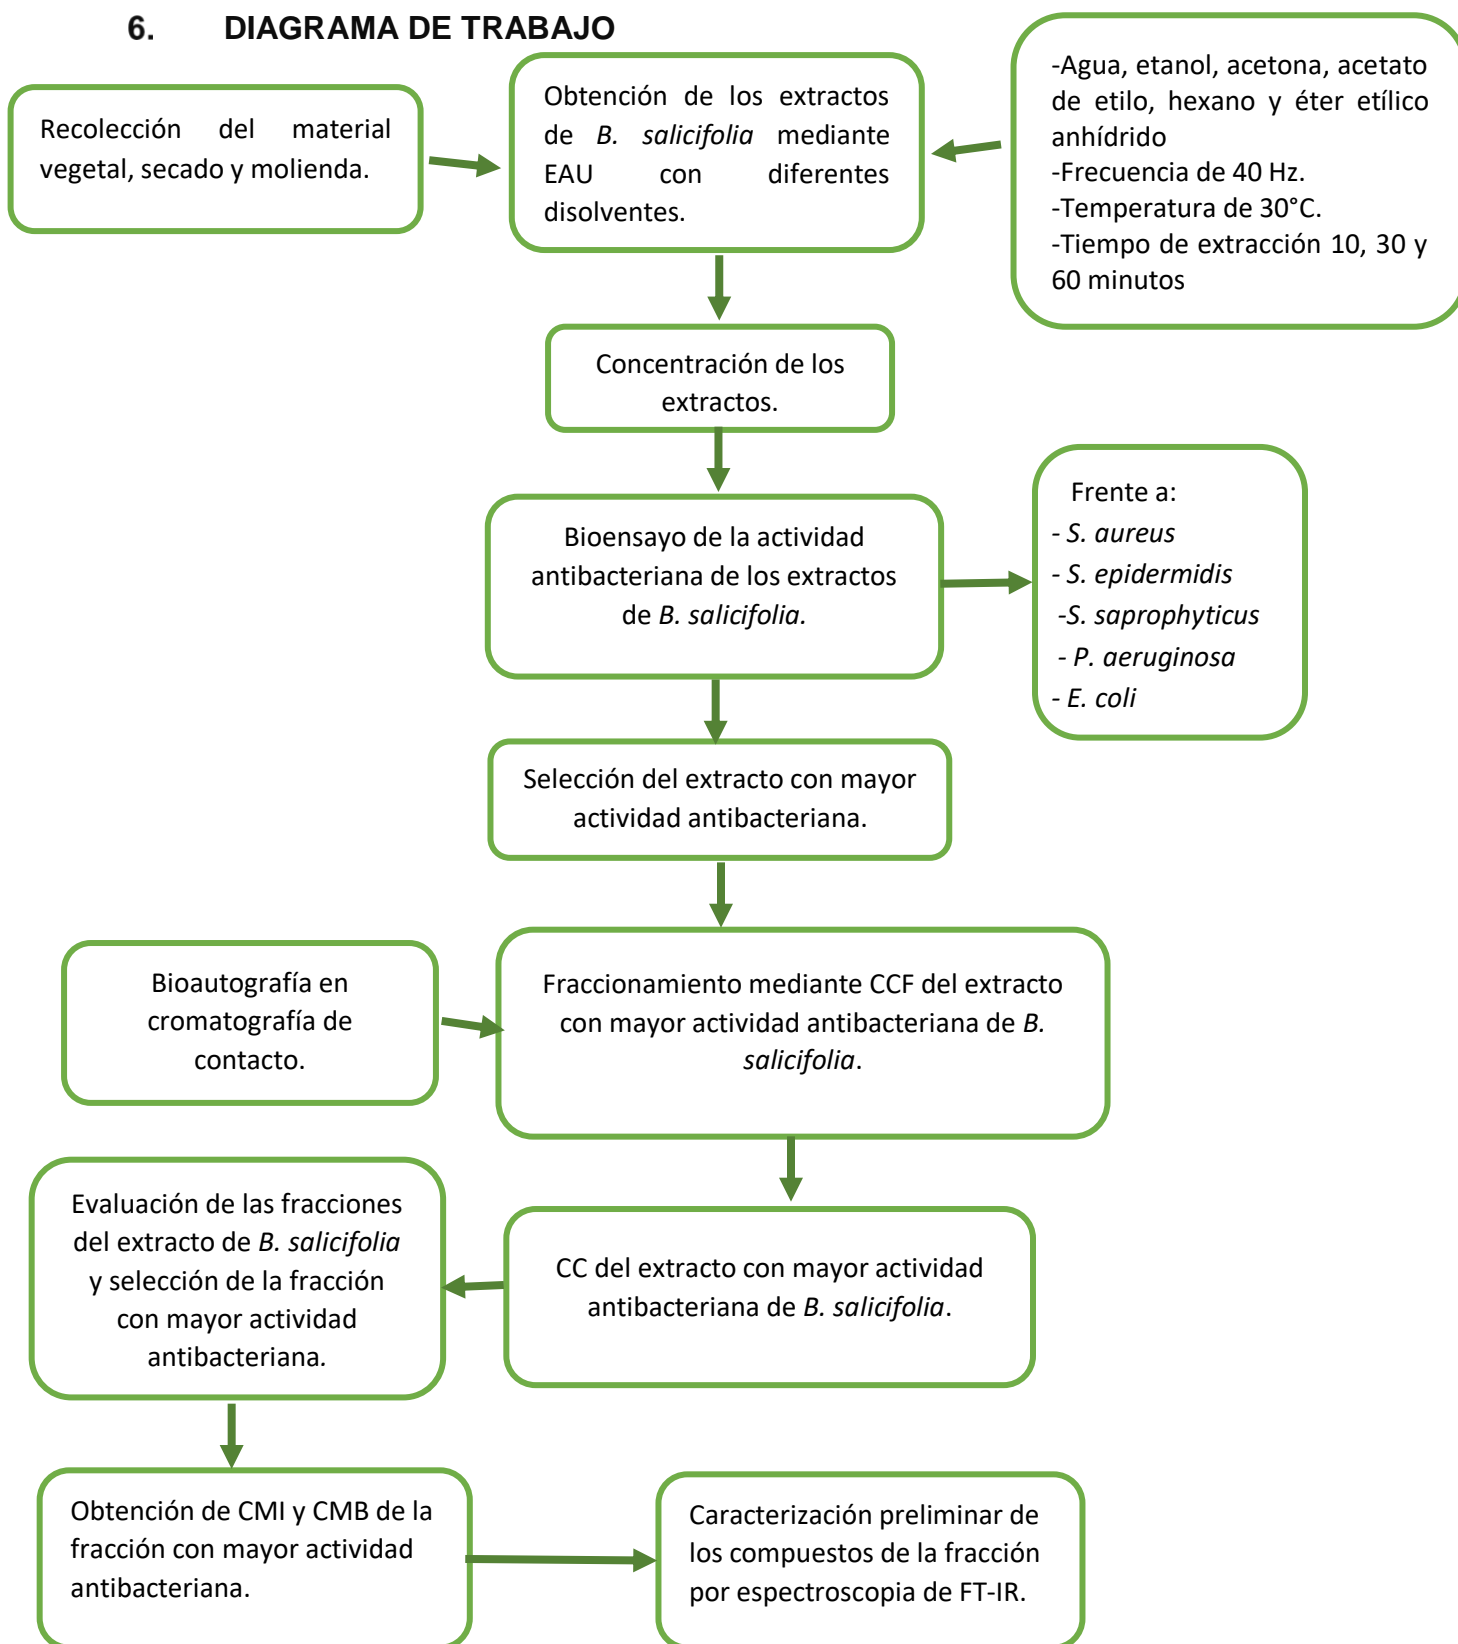 6. DIAGRAMA DE TRABAJO
Recolección del material
vegetal, secado y molienda.
Obtención de los extractos
de B. salicifolia mediante
EAU con diferentes
disolventes.
-Agua, etanol, acetona, acetato
de etilo, hexano y éter etílico
anhídrido
-Frecuencia de 40 Hz.
-Temperatura de 30°C.
-Tiempo de extracción 10, 30 y
60 minutos
Concentración de los
extractos.
Bioensayo de la actividad
antibacteriana de los extractos
de B. salicifolia.
Frente a:
- S. aureus
- S. epidermidis
-S. saprophyticus
- P. aeruginosa
- E. coli
Selección del extracto con mayor
actividad antibacteriana.
Bioautografía en
cromatografía de
contacto.
Fraccionamiento mediante CCF del extracto
con mayor actividad antibacteriana de B.
salicifolia.
CC del extracto con mayor actividad
antibacteriana de B. salicifolia.
Evaluación de las fracciones
del extracto de B. salicifolia
y selección de la fracción
con mayor actividad
antibacteriana.
Obtención de CMI y CMB de la
fracción con mayor actividad
antibacteriana.
Caracterización preliminar de
los compuestos de la fracción
por espectroscopia de FT-IR.